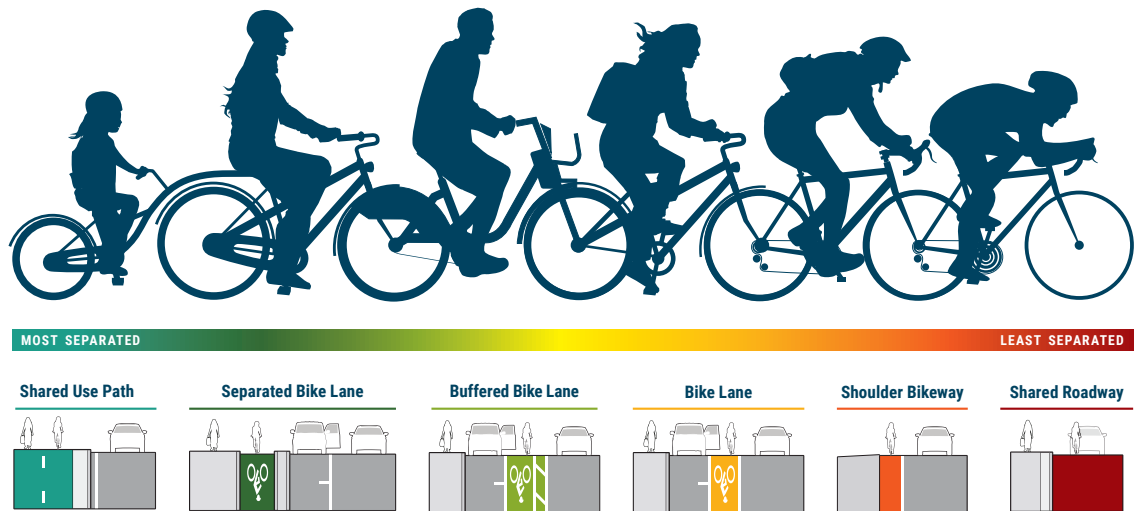 MOST SEPARATED
LEAST SEPARATED
Shared Use Path
Separated Bike Lane
Buffered Bike Lane
Bike Lane
Shoulder Bikeway
Shared Roadway